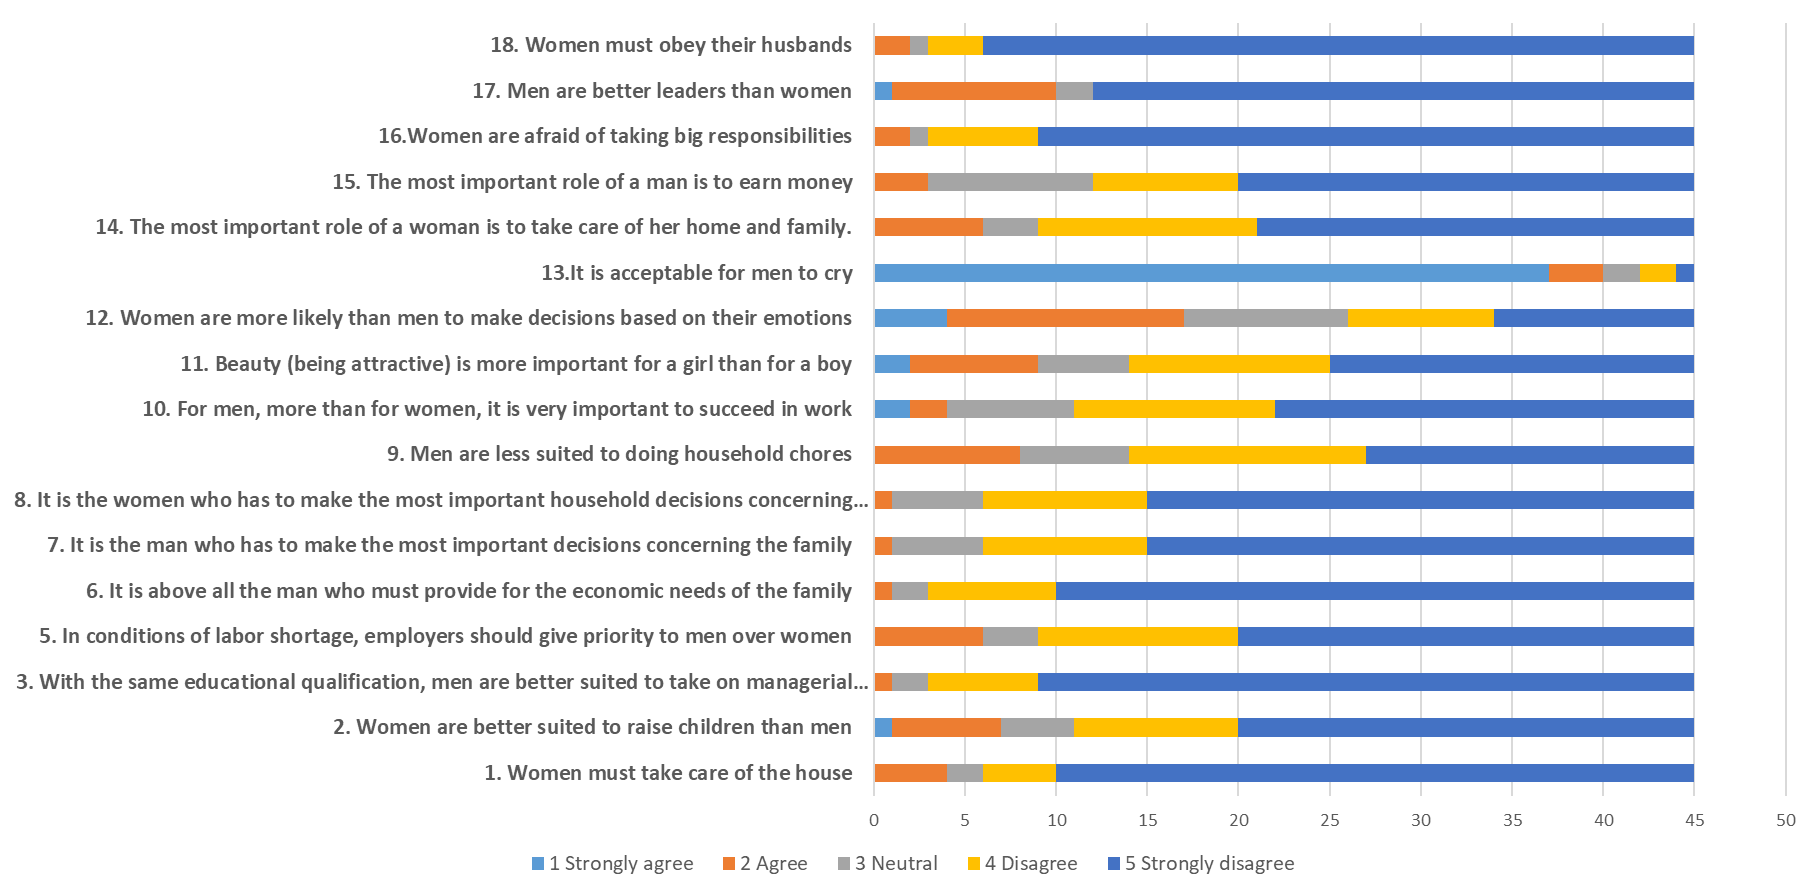 18. Women must obey their husbands
17. Men are better leaders than women
16.Women are afraid of taking big responsibilities
15. The most important role of a man is to earn money
14. The most important role of a woman is to take care of her home and family.
13.It is acceptable for men to cry
12. Women are more likely than men to make decisions based on their emotions
11. Beauty (being attractive) is more important for a girl than for a boy
10. For men, more than for women, it is very important to succeed in work
9. Men are less suited to doing household chores
8. It is the women who has to make the most important household decisions concerning...
7. It is the man who has to make the most important decisions concerning the family
6. It is above all the man who must provide for the economic needs of the family
5. In conditions of labor shortage, employers should give priority to men over women
3. With the same educational qualification, men are better suited to take on managerial...
2. Women are better suited to raise children than men
1. Women must take care of the house
0 5 10 15 20 25 30 35 40 45 50
1 Strongly agree 2 Agree 3 Neutral 4 Disagree 5 Strongly disagree